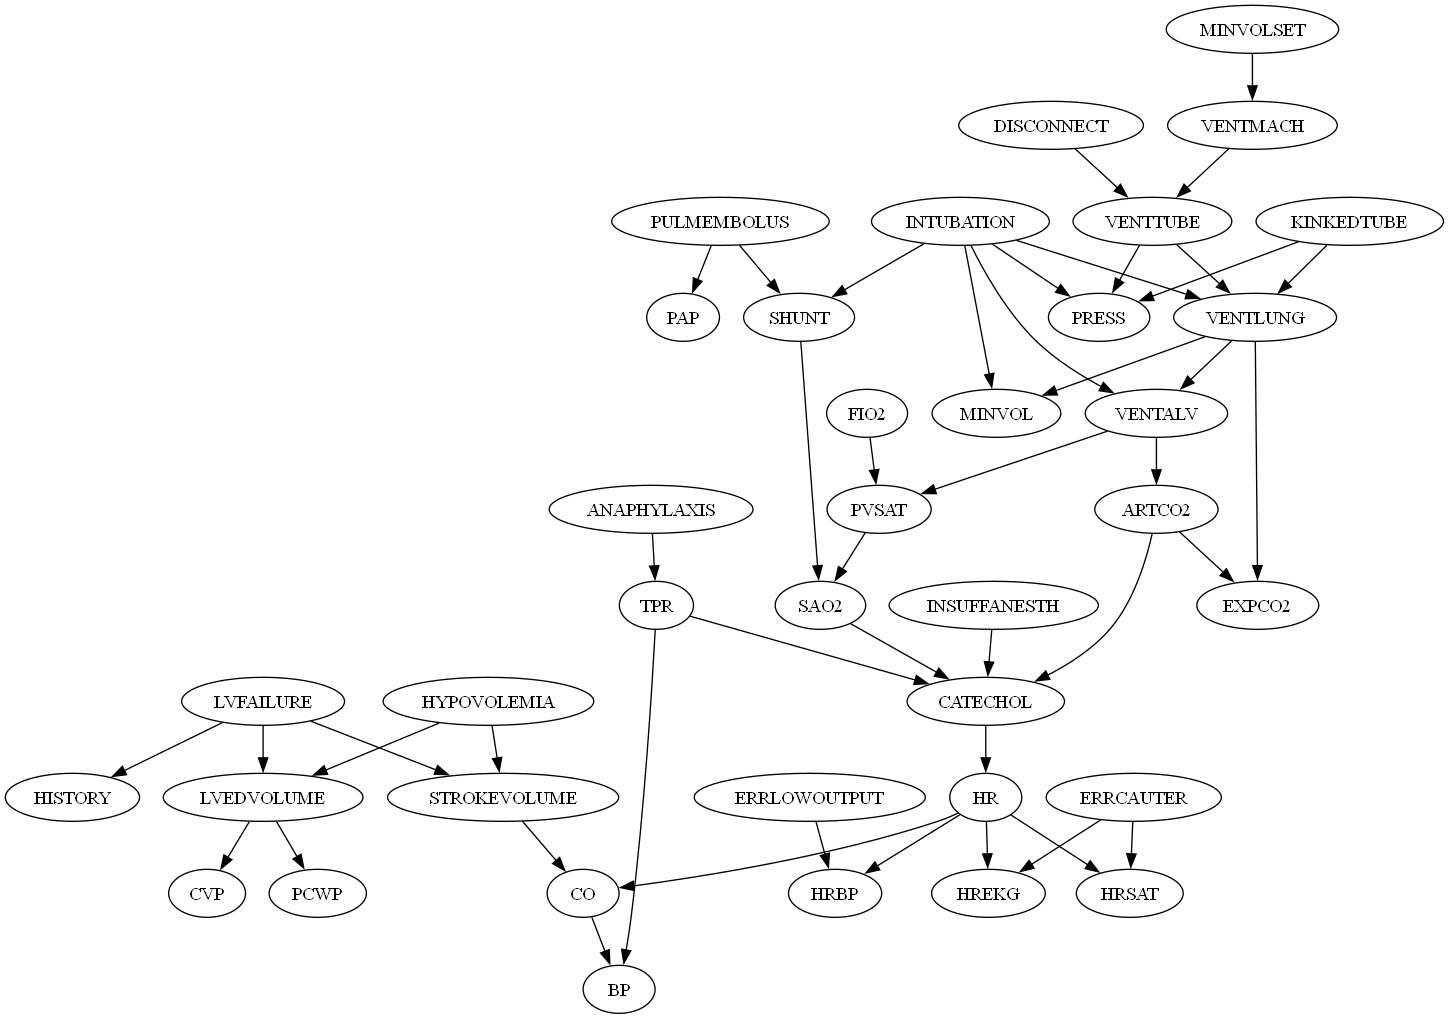 MINVOLSET
DISCONNECT
VENTMACH
PULMEMBOLUS
INTUBATION
VENTTUBE
KINKEDTUBE
PAP
SHUNT
PRESS
VENTLUNG
FIO2
MINVOL
VENTALV
ANAPHYLAXIS
PVSAT
ARTCO2
TPR
SAO2
INSUFFANESTH
EXPCO2
LVFAILURE
HYPOVOLEMIA
CATECHOL
HISTORY
LVEDVOLUME
STROKEVOLUME
ERRLOWOUTPUT
HR
ERRCAUTER
CVP
PCWP
CO
HRBP
HREKG
HRSAT
BP